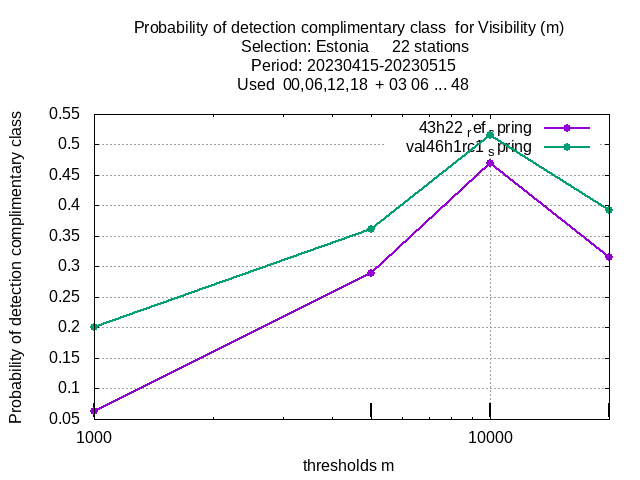 Probability of detection complimentary class  for Visibility (m)
Selection: Estonia     22 stations
Period: 20230415-20230515
Used  00,06,12,18  + 03 06 ... 48
Probability of detection complimentary class
0.55
0.5
0.45
0.4
0.35
0.3
0.25
0.2
0.15
0.1
0.05
43h22 ref spring
val46h1rc1 spring
1000
10000
thresholds m